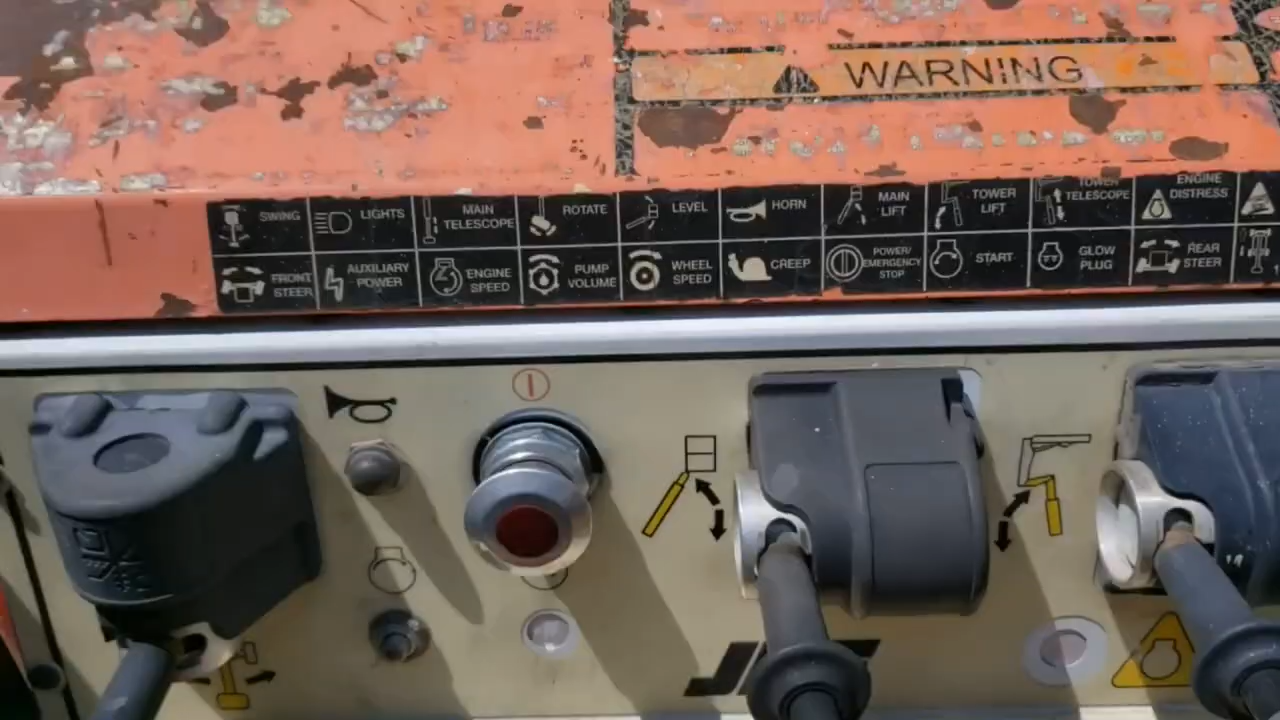 WARNING
SWING
LIGHTS
MAIN
TELESCOPE
ROTATE
LEVEL
HORN
MAIN
LIFT
TOWER
LIFT
TOWER
TELESCOPE
ENGINE
DISTRESS
FRONT
STEER
AUXILIARY
POWER
ENGINE
SPEED
PUMP
VOLUME
WHEEL
SPEED
CREEP
POWER/
EMERGENCY
STOP
START
GLOW
PLUG
REAR
STEER